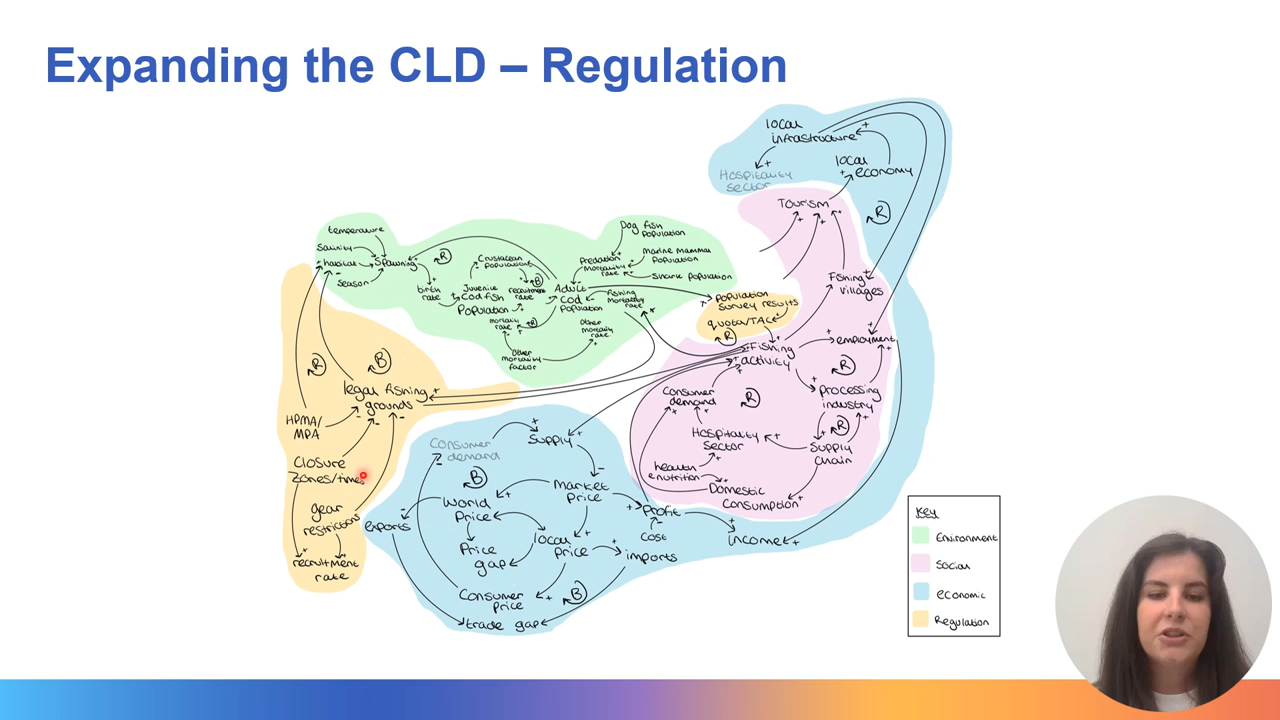 Expanding the CLD – Regulation
local
infrastructure
+
+
local
economy
+
Hospitality
sector
Tourism
+
+
+
R
Fishing
villages
+
temperature
Salinity
habitat
Spawning
Season
R
birth
rate
+
Crustacean
Populations
Juvenile
Codfish
Population
recruitment
rate
B
Adult
Cod
Population
mortality
rate
R
Other
mortality
factor
Other
mortality
rate
Dog fish
Population
Predation
Mortality
rate
Marine Mammal
Population
Shark Population
fishing
Mortality
rate
Population
Survey results
quota/TAC
R
Fishing
activity
employment
R
processing
industry
R
Supply
chain
Consumer
demand
R
Hospitality
Sector
health
& nutrition
Domestic
Consumption
legal fishing
grounds
R
B
HPMA/
MPA
Closure
Zones/times
gear
restrictions
recruitment
rate
Consumer
demand
Supply
B
Market
Price
World
Price
exports
Price
gap
local
price
Profit
Cost
imports
income
Consumer
price
B
trade gap
Key
Environment
Social
economic
Regulation